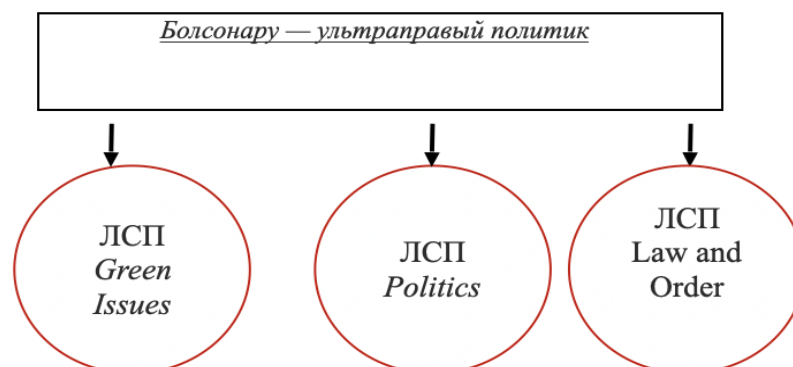 Болсонару — ультраправый политик
ЛСП
Green
Issues
ЛСП
Politics
ЛСП
Law and
Order